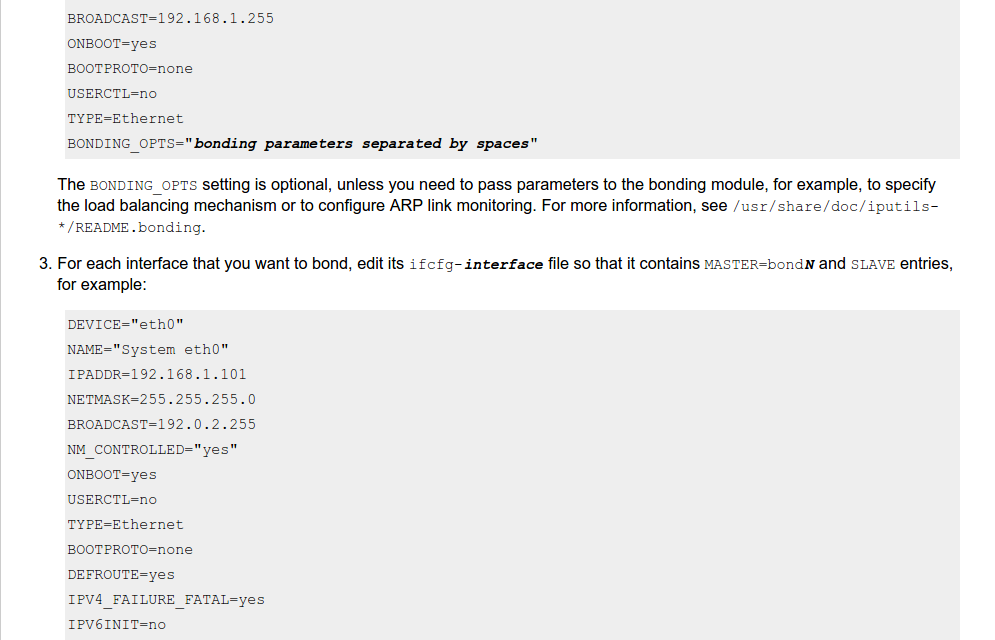 BROADCAST=192.168.1.255
ONBOOT=yes
BOOTPROTO=none
USERCTL=no
TYPE=Ethernet
BONDING_OPTS="bonding parameters separated by spaces"
The BONDING_OPTS setting is optional, unless you need to pass parameters to the bonding module, for example, to specify
the load balancing mechanism or to configure ARP link monitoring. For more information, see /usr/share/doc/iputils-
*/README.bonding.
3. For each interface that you want to bond, edit its ifcfg-interface file so that it contains MASTER=bondN and SLAVE entries,
for example:
DEVICE="eth0"
NAME="System eth0"
IPADDR=192.168.1.101
NETMASK=255.255.255.0
BROADCAST=192.0.2.255
NM_CONTROLLED="yes"
ONBOOT=yes
USERCTL=no
TYPE=Ethernet
BOOTPROTO=none
DEFROUTE=yes
IPV4_FAILURE_FATAL=yes
IPV6INIT=no